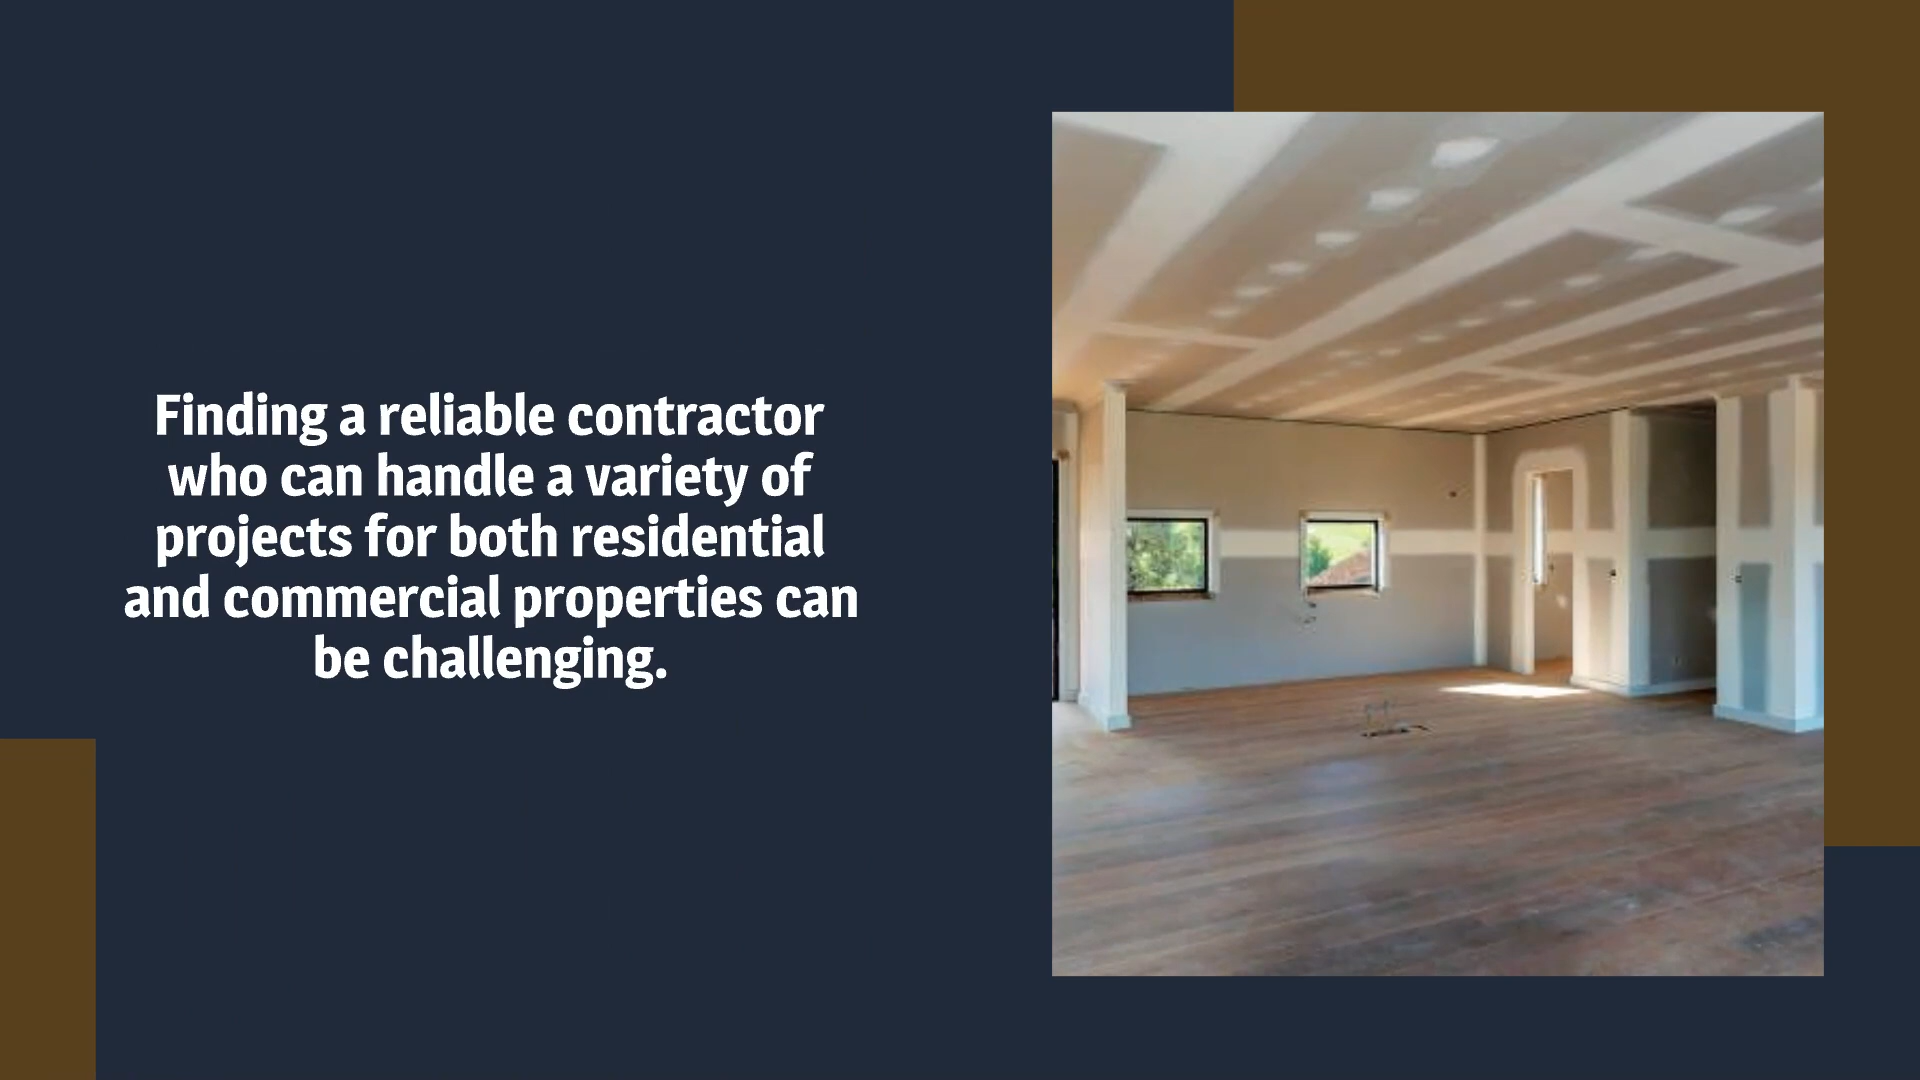 Finding a reliable contractor
who can handle a variety of
projects for both residential
and commercial properties can
be challenging.